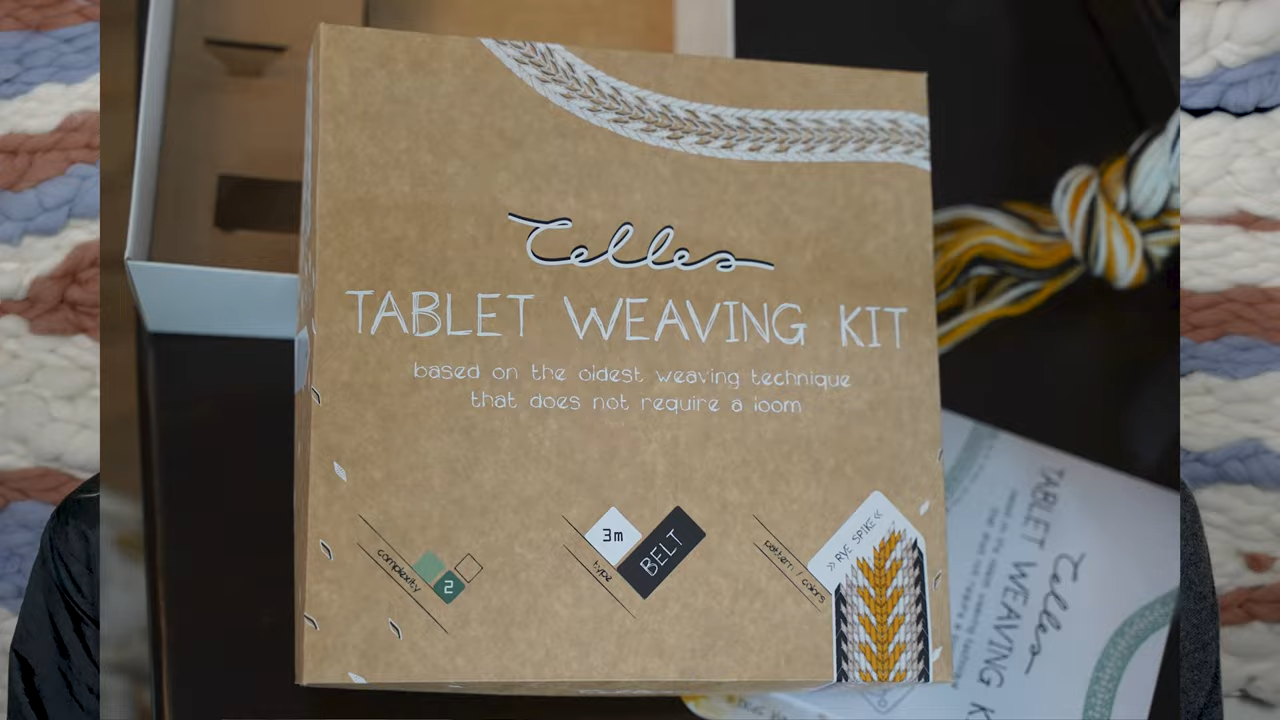 Telles
TABLET WEAVING KIT
based on the oldest weaving technique
that does not require a loom
complexity
2
3m
type
BELT
pattern / colors
»RYE SPIKE«
Telles
TABLET WEAVING K